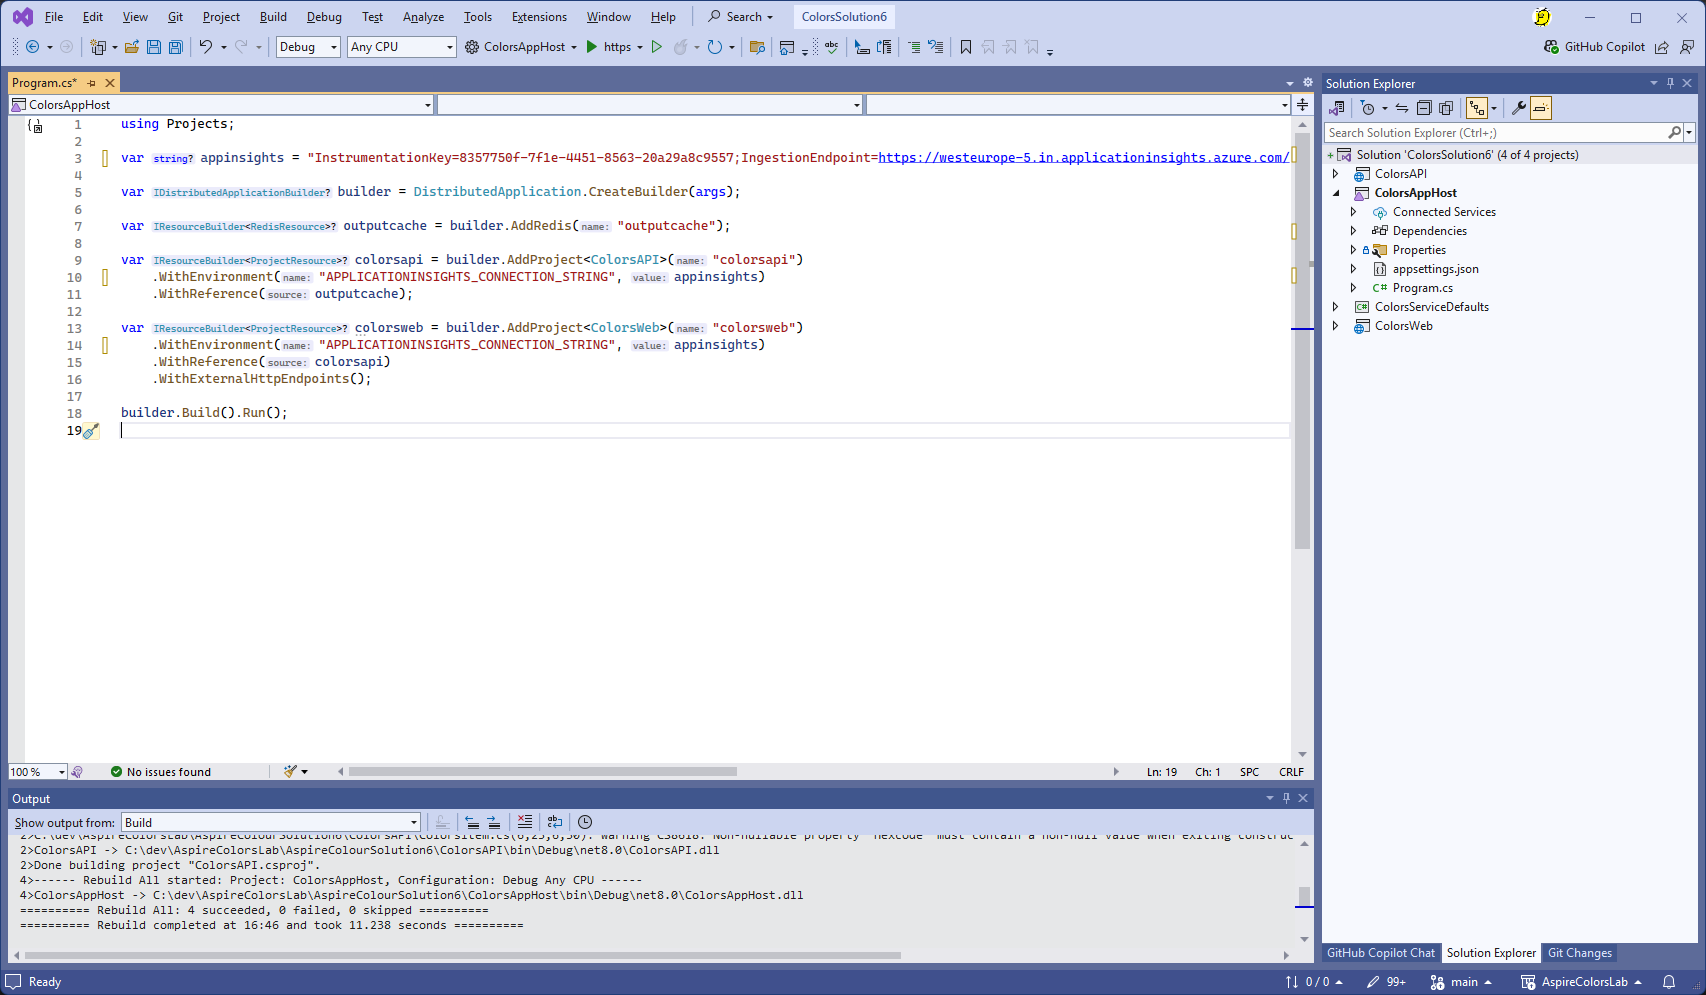 File Edit View Git Project Build Debug Test Analyze Tools Extensions Window Help Search ColorsSolution6
Debug Any CPU ColorsAppHost https GitHub Copilot
Program.cs*
ColorsAppHost
1 using Projects;
2
3 var string? appinsights = "InstrumentationKey=8357750f-7f1e-4451-8563-20a29a8c9557;IngestionEndpoint=https://westeurope-5.in.applicationinsights.azure.com/
4
5 var IDistributedApplicationBuilder? builder = DistributedApplication.CreateBuilder(args);
6
7 var IResourceBuilder<RedisResource>? outputcache = builder.AddRedis(name: "outputcache");
8
9 var IResourceBuilder<ProjectResource>? colorsapi = builder.AddProject<ColorsAPI>(name: "colorsapi")
10 .WithEnvironment(name: "APPLICATIONINSIGHTS_CONNECTION_STRING", value: appinsights)
11 .WithReference(source: outputcache);
12
13 var IResourceBuilder<ProjectResource>? colorsweb = builder.AddProject<ColorsWeb>(name: "colorsweb")
14 .WithEnvironment(name: "APPLICATIONINSIGHTS_CONNECTION_STRING", value: appinsights)
15 .WithReference(source: colorsapi)
16 .WithExternalHttpEndpoints();
17
18 builder.Build().Run();
19
100 % No issues found Ln: 19 Ch: 1 SPC CRLF
Output
Show output from: Build
2>C:\dev\AspireColorsLab\AspireColourSolution6\ColorsAPI\ColorsItem.cs(6,23,6,30): warning CS8618: Non-nullable property 'HexCode' must contain a non-null value when exiting construc
2>ColorsAPI -> C:\dev\AspireColorsLab\AspireColourSolution6\ColorsAPI\bin\Debug\net8.0\ColorsAPI.dll
2>Done building project "ColorsAPI.csproj".
4>------ Rebuild All started: Project: ColorsAppHost, Configuration: Debug Any CPU ------
4>ColorsAppHost -> C:\dev\AspireColorsLab\AspireColourSolution6\ColorsAppHost\bin\Debug\net8.0\ColorsAppHost.dll
========== Rebuild All: 4 succeeded, 0 failed, 0 skipped ==========
========== Rebuild completed at 16:46 and took 11.238 seconds ==========
Solution Explorer
Search Solution Explorer (Ctrl+;)
Solution 'ColorsSolution6' (4 of 4 projects)
ColorsAPI
ColorsAppHost
Connected Services
Dependencies
Properties
appsettings.json
C# Program.cs
ColorsServiceDefaults
ColorsWeb
GitHub Copilot Chat Solution Explorer Git Changes
Ready 0 / 0 99+ main AspireColorsLab